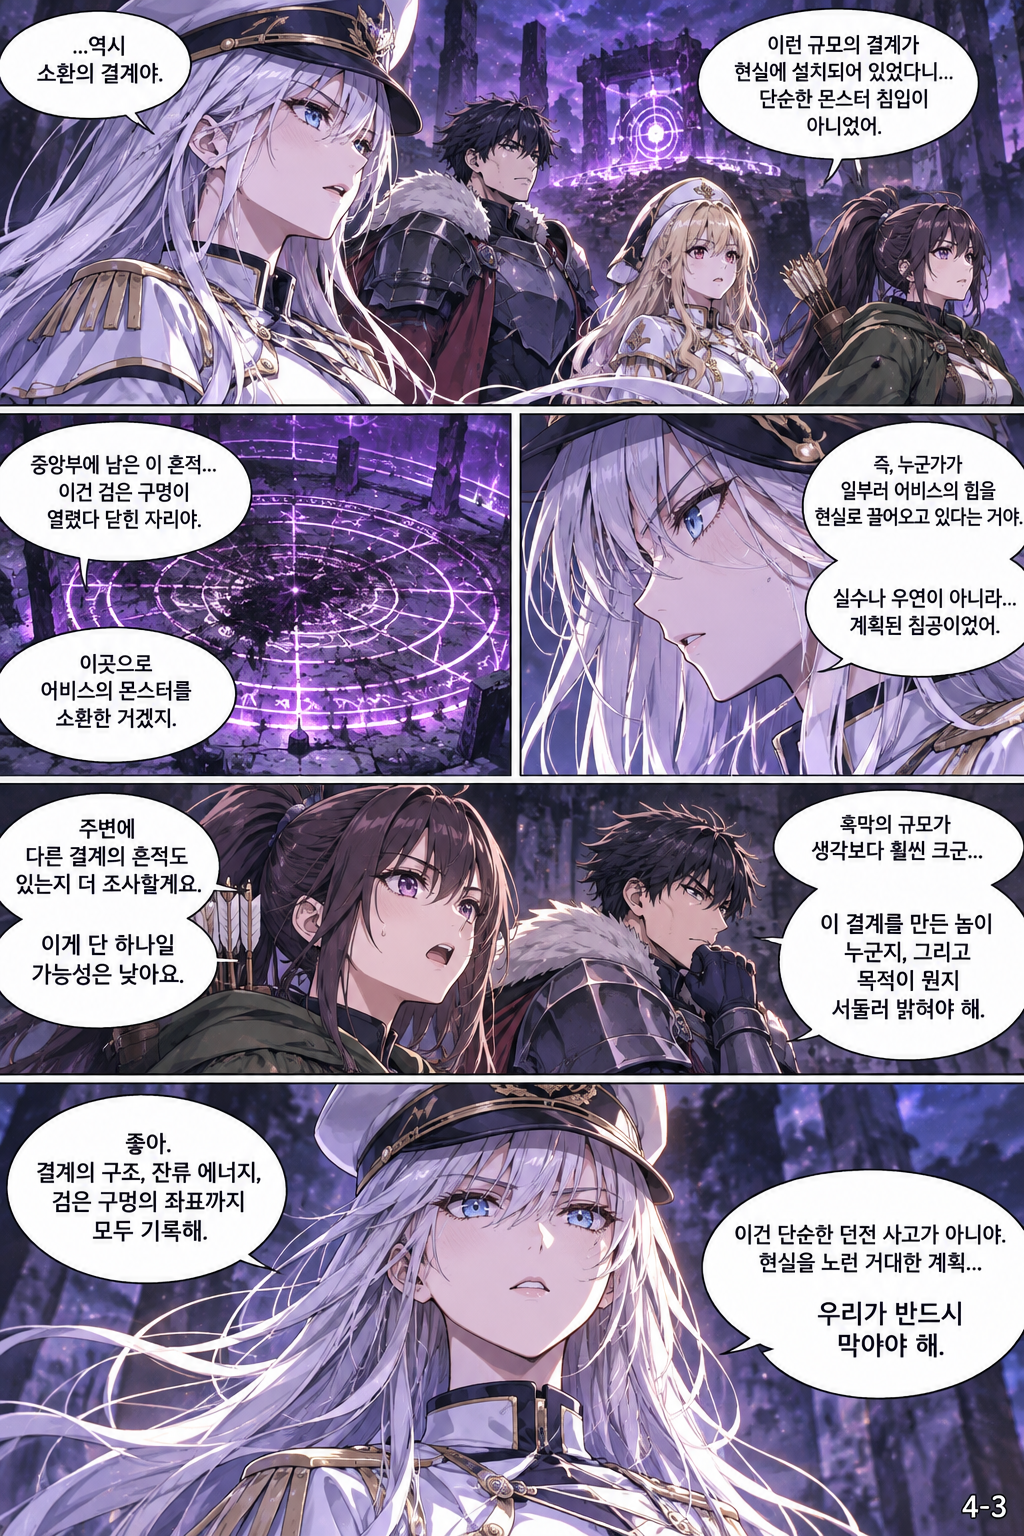 ...역시
소환의 결계야.
이런 규모의 결계가
현실에 설치되어 있었다니...
단순한 몬스터 침입이
아니었어.
중앙부에 남은 이 흔적...
이건 검은 구멍이
열렸다 닫힌 자리야.
이곳으로
어비스의 몬스터를
소환한 거겠지.
즉, 누군가가
일부러 어비스의 힘을
현실로 끌어오고 있다는 거야.
실수나 우연이 아니라...
계획된 침공이었어.
주변에
다른 결계의 흔적도
있는지 더 조사할게요.
이게 단 하나일
가능성은 낮아요.
흑막의 규모가
생각보다 훨씬 크군...
이 결계를 만든 놈이
누군지, 그리고
목적이 뭔지
서둘러 밝혀야 해.
좋아.
결계의 구조, 잔류 에너지,
검은 구멍의 좌표까지
모두 기록해.
이건 단순한 던전 사고가 아니야.
현실을 노린 거대한 계획...
우리가 반드시
막아야 해.
4-3